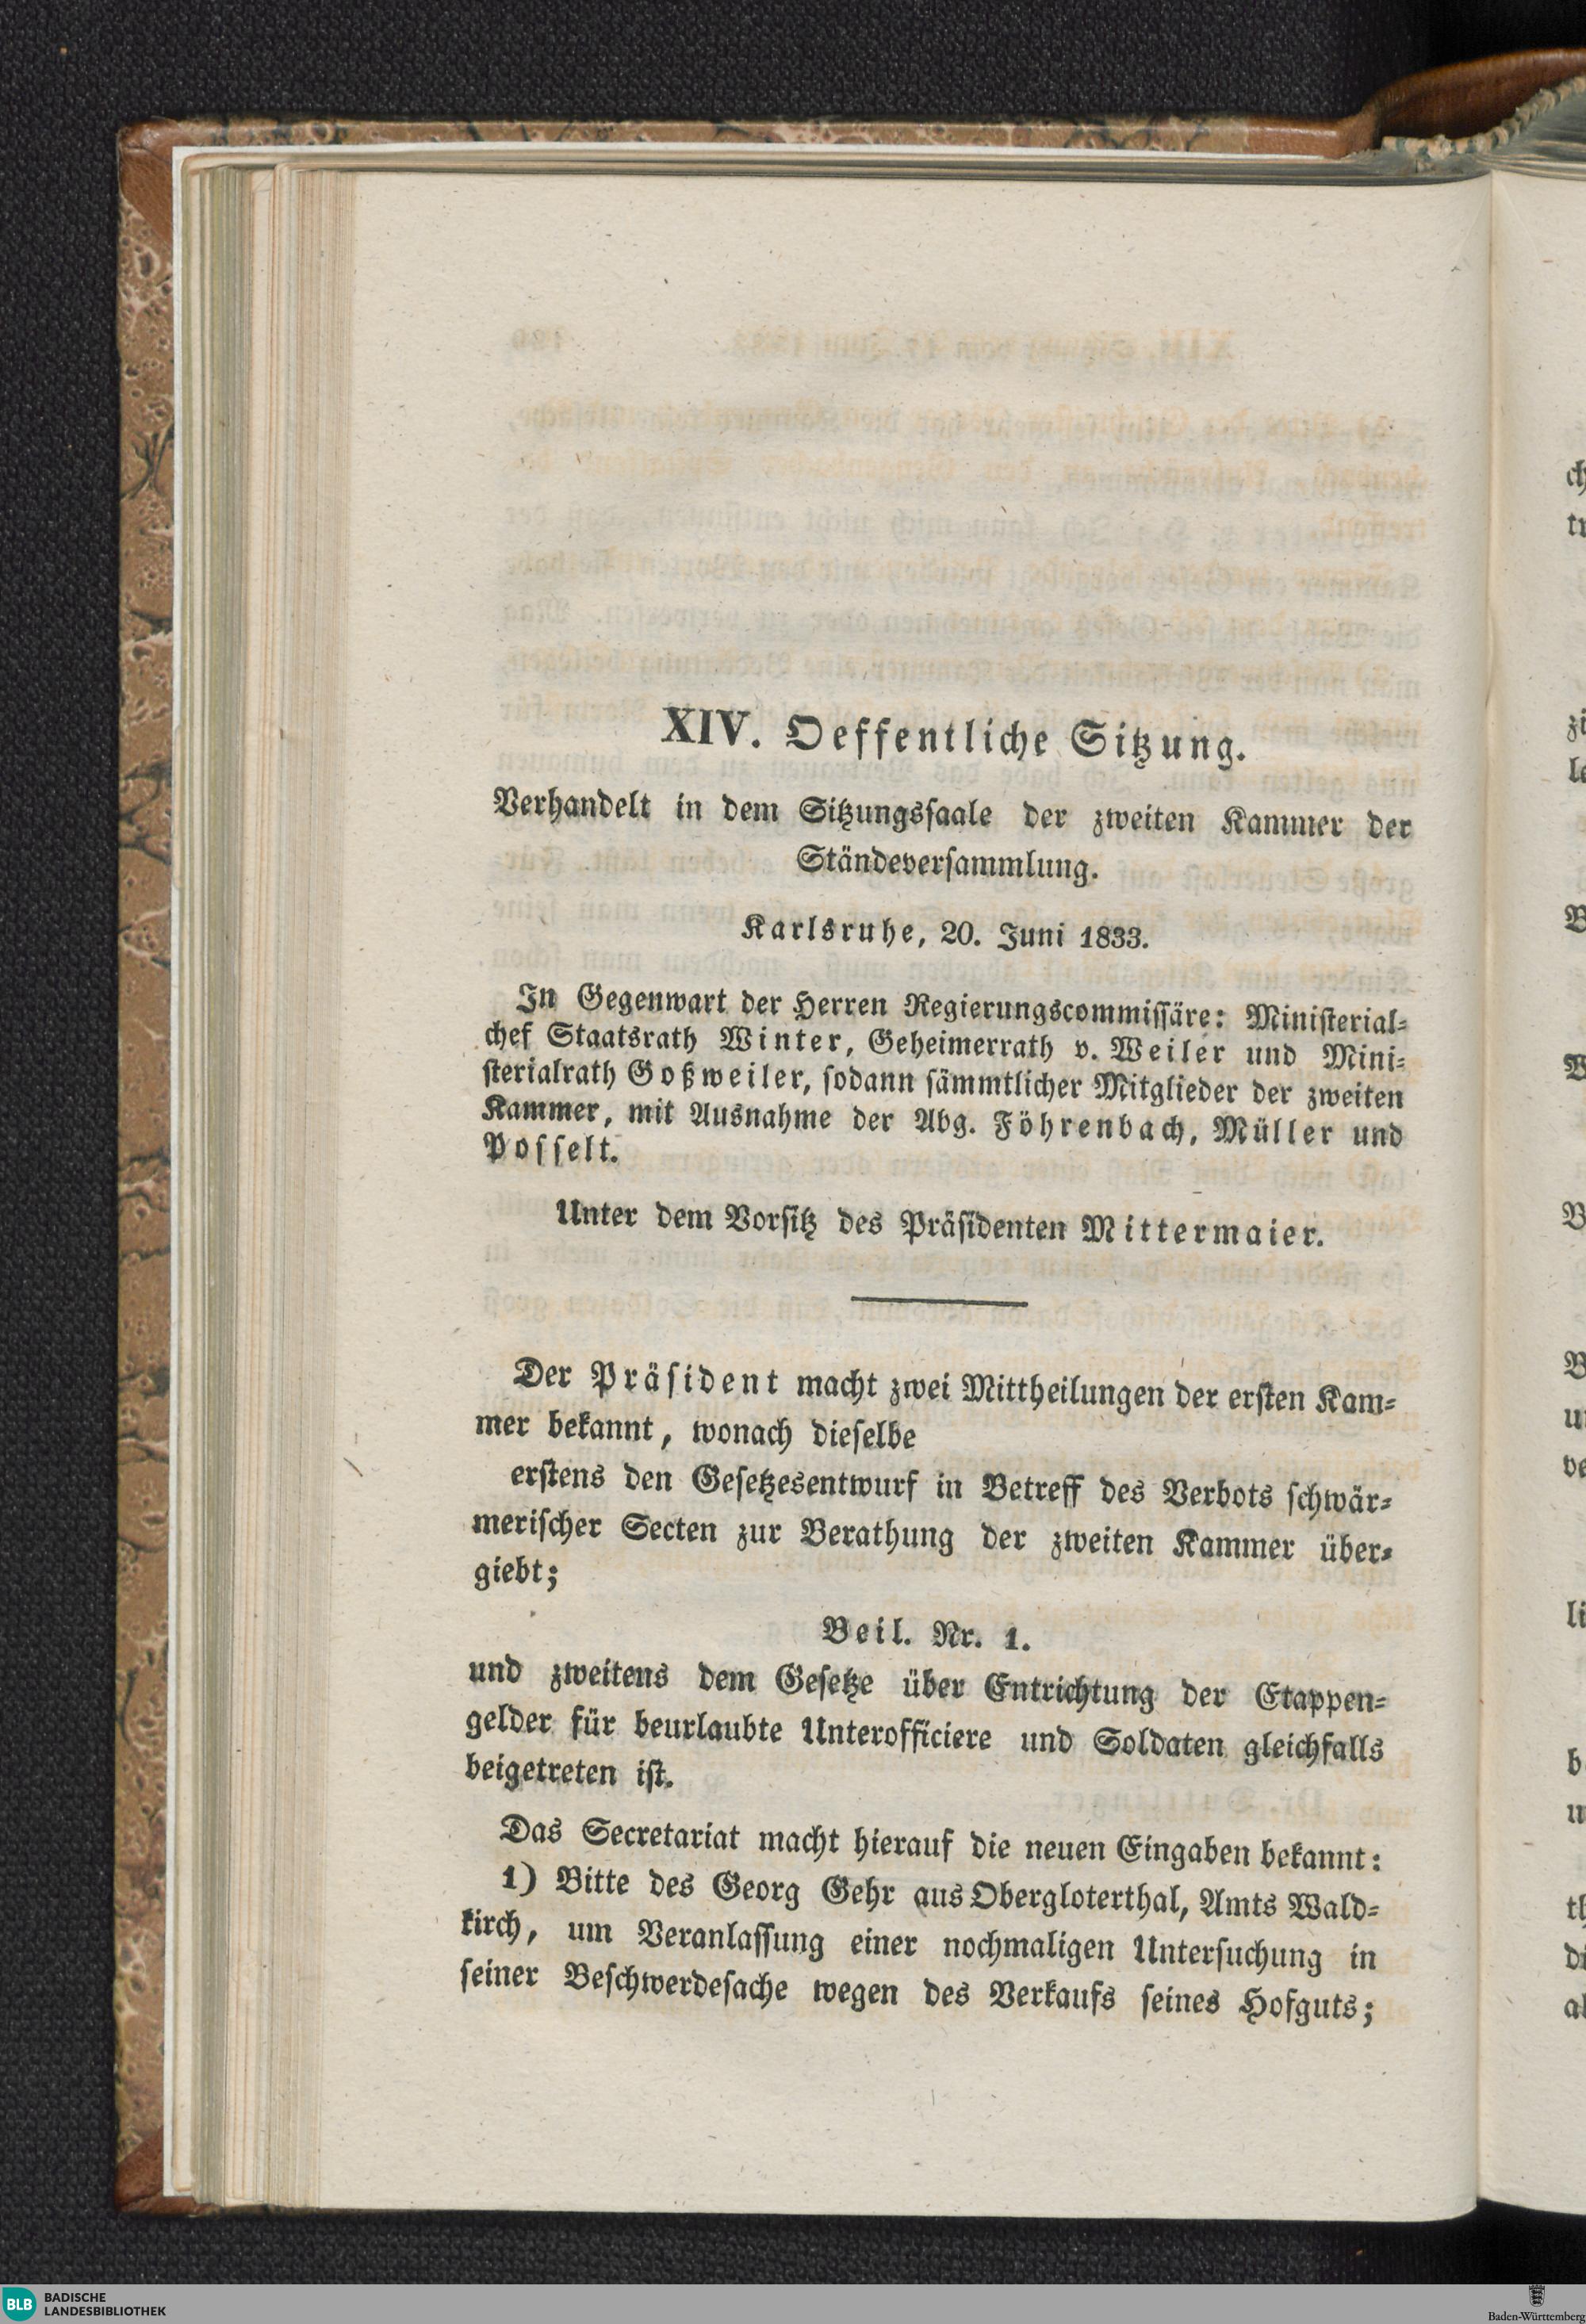 XIV. Oeffentliche Sitzung.
Verhandelt in dem Sitzungssaale der zweiten Kammer der
Ständeversammlung.
Karlsruhe, 20. Juni 1833.
In Gegenwart der Herren Regierungscommissäre: Ministerial-
chef Staatsrath Winter, Geheimerrath v. Weiler und Mini-
sterialrath Goßweiler, sodann sämmtlicher Mitglieder der zweiten
Kammer, mit Ausnahme der Abg. Föhrenbach, Müller und
Posselt.
Unter dem Vorsitz des Präsidenten Mittermaier.
Der Präsident macht zwei Mittheilungen der ersten Kam-
mer bekannt, wonach dieselbe
erstens den Gesetzesentwurf in Betreff des Verbots schwär-
merischer Secten zur Berathung der zweiten Kammer über-
giebt;
Beil. Nr. 1.
und zweitens dem Gesetze über Entrichtung der Etappen-
gelder für beurlaubte Unterofficiere und Soldaten gleichfalls
beigetreten ist.
Das Secretariat macht hierauf die neuen Eingaben bekannt:
1) Bitte des Georg Gehr aus Obergloterthal, Amts Wald-
kirch, um Veranlassung einer nochmaligen Untersuchung in
seiner Beschwerdesache wegen des Verkaufs seines Hofguts;
BLB BADISCHE
LANDESBIBLIOTHEK
Baden-Württemberg